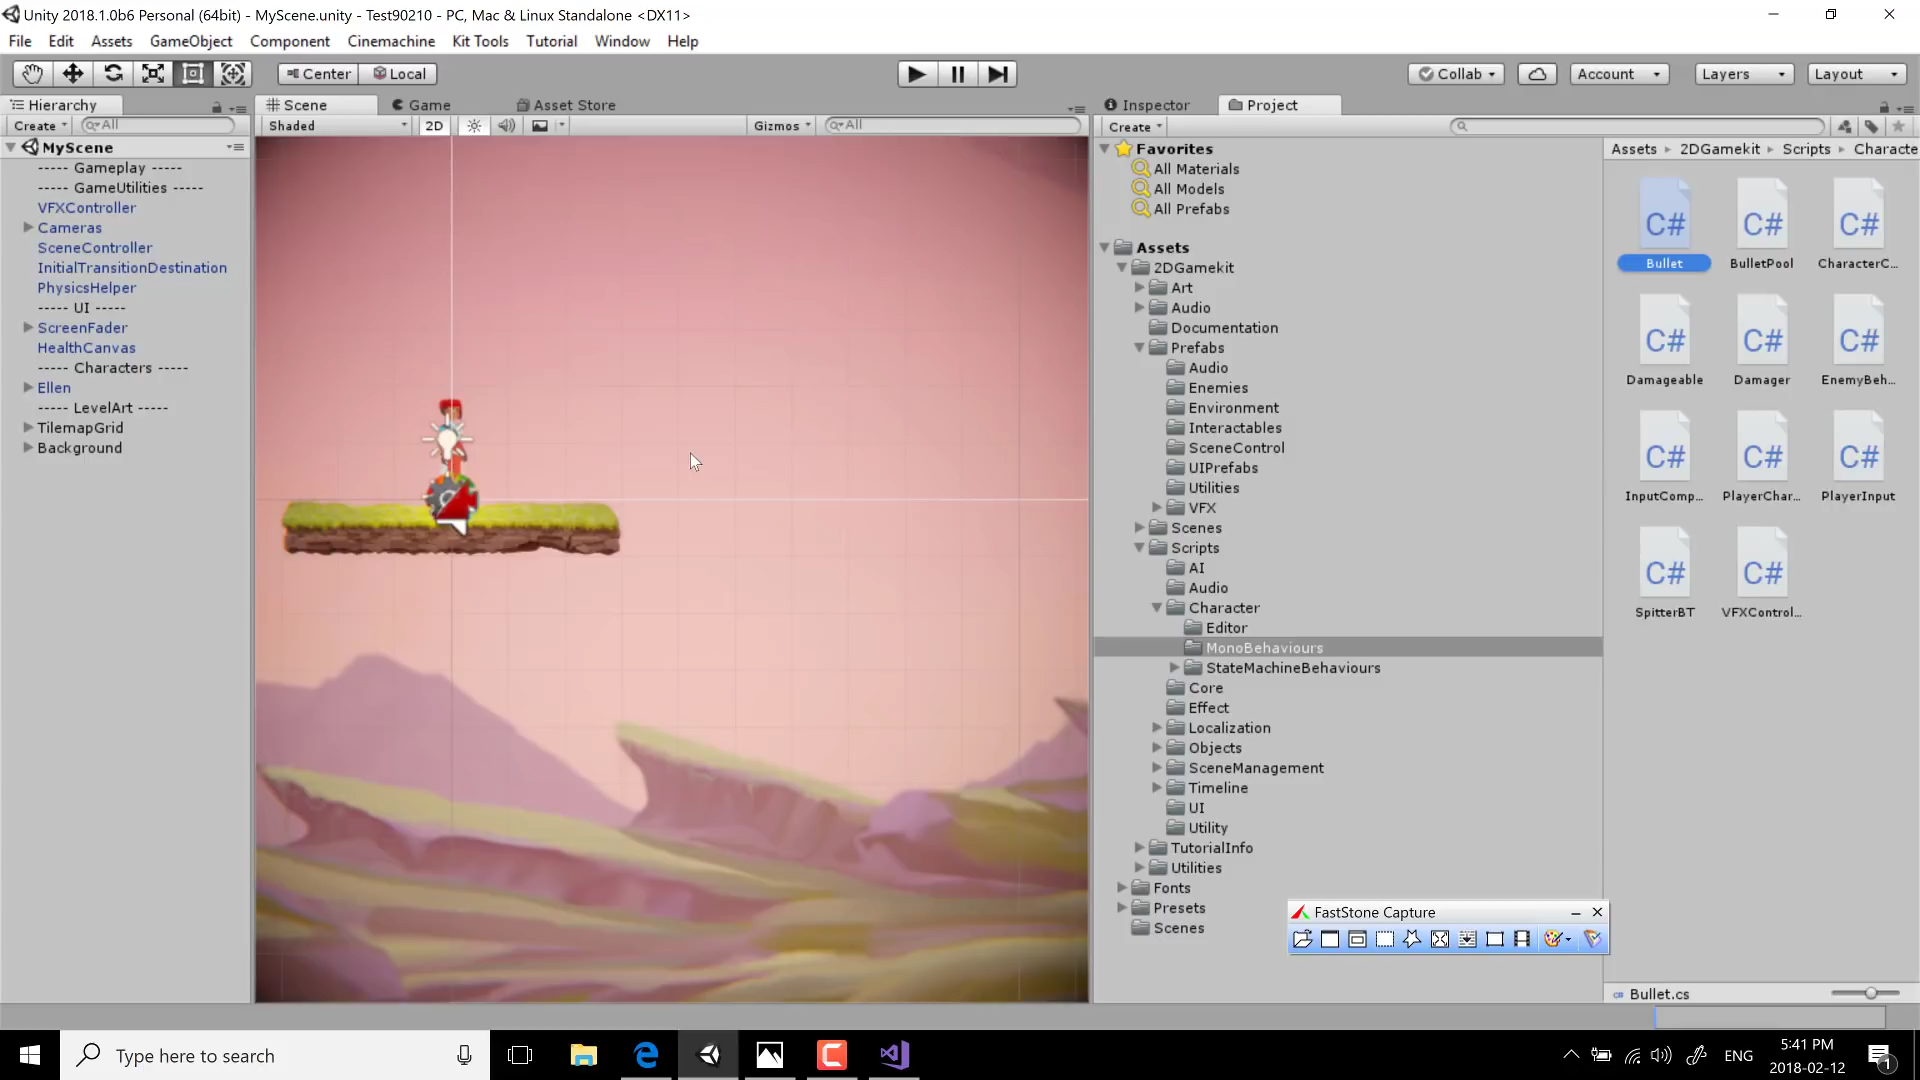 Unity 2018.1.0b6 Personal (64bit) - MyScene.unity - Test90210 - PC, Mac & Linux Standalone <DX11>
File Edit Assets GameObject Component Cinemachine Kit Tools Tutorial Window Help
Center Local Collab Account Layers Layout
Hierarchy
Create All
MyScene
----- Gameplay -----
----- GameUtilities -----
VFXController
Cameras
SceneController
InitialTransitionDestination
PhysicsHelper
----- UI -----
ScreenFader
HealthCanvas
----- Characters -----
Ellen
----- LevelArt -----
TilemapGrid
Background
Scene Game Asset Store
Shaded 2D Gizmos All
Inspector Project
Create
Favorites
All Materials
All Models
All Prefabs
Assets
2DGamekit
Art
Audio
Documentation
Prefabs
Audio
Enemies
Environment
Interactables
SceneControl
UIPrefabs
Utilities
VFX
Scenes
Scripts
AI
Audio
Character
Editor
MonoBehaviours
StateMachineBehaviours
Core
Effect
Localization
Objects
SceneManagement
Timeline
UI
Utility
TutorialInfo
Utilities
Fonts
Presets
Scenes
Assets 2DGamekit Scripts Characte
C# C# C#
Bullet BulletPool CharacterC...
C# C# C#
Damageable Damager EnemyBeh...
C# C# C#
InputComp... PlayerChar... PlayerInput
C# C#
SpitterBT VFXControl...
FastStone Capture
Bullet.cs
Type here to search
ENG
5:41 PM
2018-02-12
1